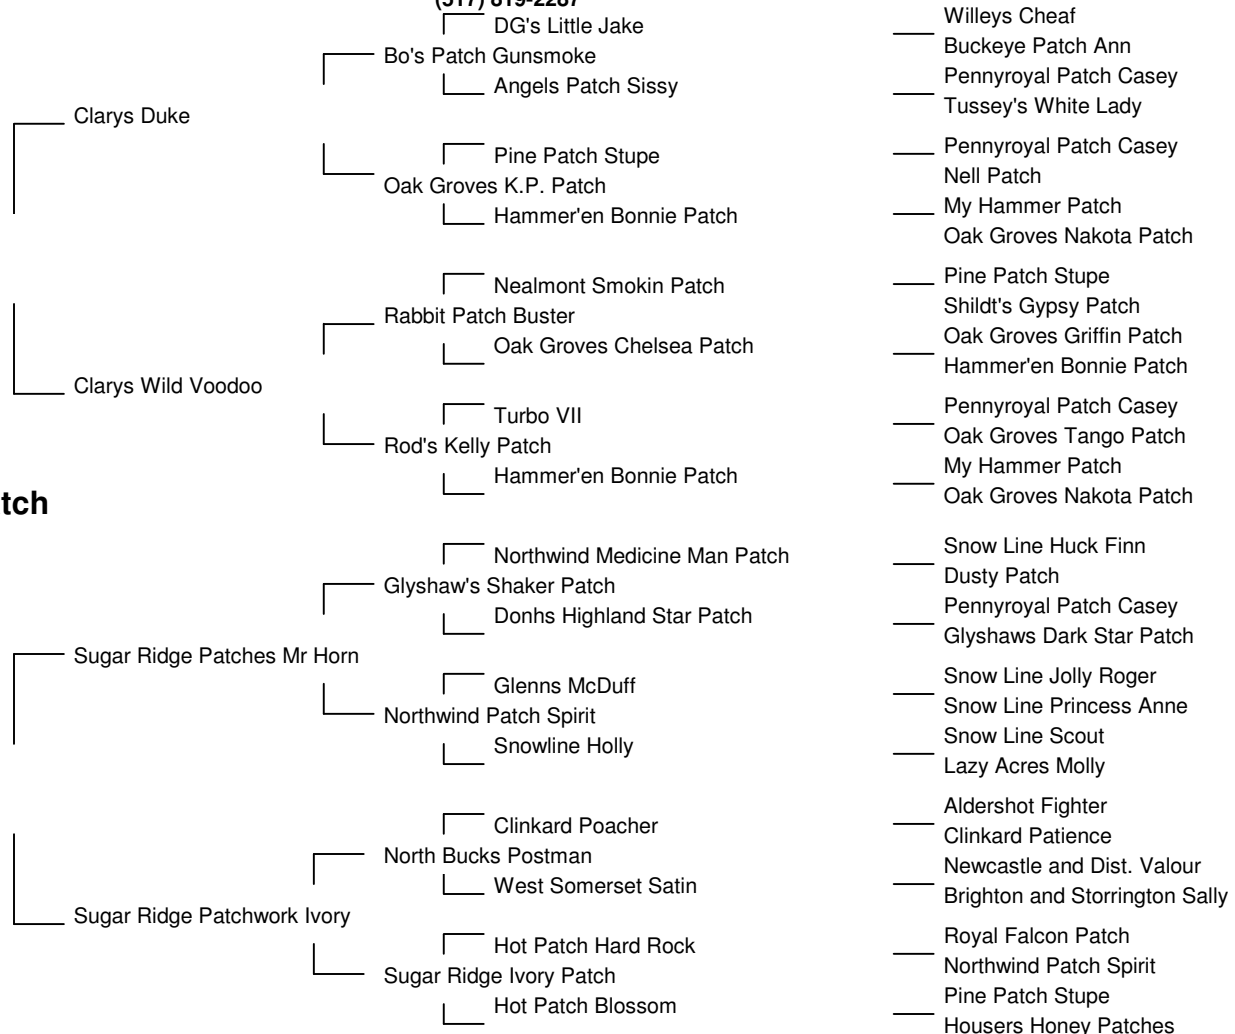 (517) 819-2287
DG's Little Jake
Willeys Cheaf
Bo's Patch Gunsmoke
Buckeye Patch Ann
Angels Patch Sissy
Pennyroyal Patch Casey
Tussey's White Lady
Clarys Duke
Pine Patch Stupe
Pennyroyal Patch Casey
Oak Groves K.P. Patch
Nell Patch
Hammer'en Bonnie Patch
My Hammer Patch
Oak Groves Nakota Patch
Nealmont Smokin Patch
Pine Patch Stupe
Rabbit Patch Buster
Shildt's Gypsy Patch
Oak Groves Chelsea Patch
Oak Groves Griffin Patch
Hammer'en Bonnie Patch
Clarys Wild Voodoo
Turbo VII
Pennyroyal Patch Casey
Rod's Kelly Patch
Oak Groves Tango Patch
Hammer'en Bonnie Patch
My Hammer Patch
Oak Groves Nakota Patch
tch
Northwind Medicine Man Patch
Snow Line Huck Finn
Glyshaw's Shaker Patch
Dusty Patch
Donhs Highland Star Patch
Pennyroyal Patch Casey
Glyshaws Dark Star Patch
Sugar Ridge Patches Mr Horn
Glenns McDuff
Snow Line Jolly Roger
Northwind Patch Spirit
Snow Line Princess Anne
Snowline Holly
Snow Line Scout
Lazy Acres Molly
Clinkard Poacher
Aldershot Fighter
North Bucks Postman
Clinkard Patience
West Somerset Satin
Newcastle and Dist. Valour
Brighton and Storrington Sally
Sugar Ridge Patchwork Ivory
Hot Patch Hard Rock
Royal Falcon Patch
Sugar Ridge Ivory Patch
Northwind Patch Spirit
Hot Patch Blossom
Pine Patch Stupe
Housers Honey Patches